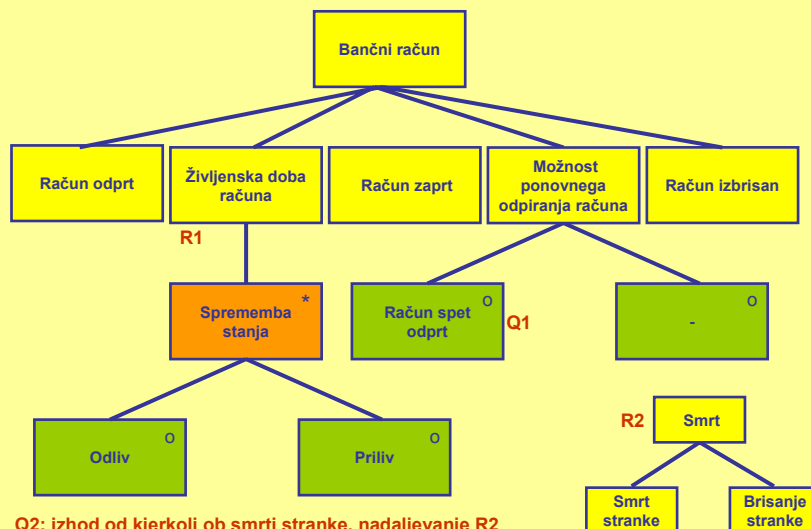 Bančni račun
Račun odprt
Življenska doba
računa
Račun zaprt
Možnost
ponovnega
odpiranja računa
Račun izbrisan
R1
Sprememba
stanja
*
Račun spet
odprt
o
Q1
-
o
Odliv
o
Priliv
o
R2
Smrt
Smrt
stranke
Brisanje
stranke
Q2: izhod od kjerkoli ob smrti stranke, nadaljevanje R2